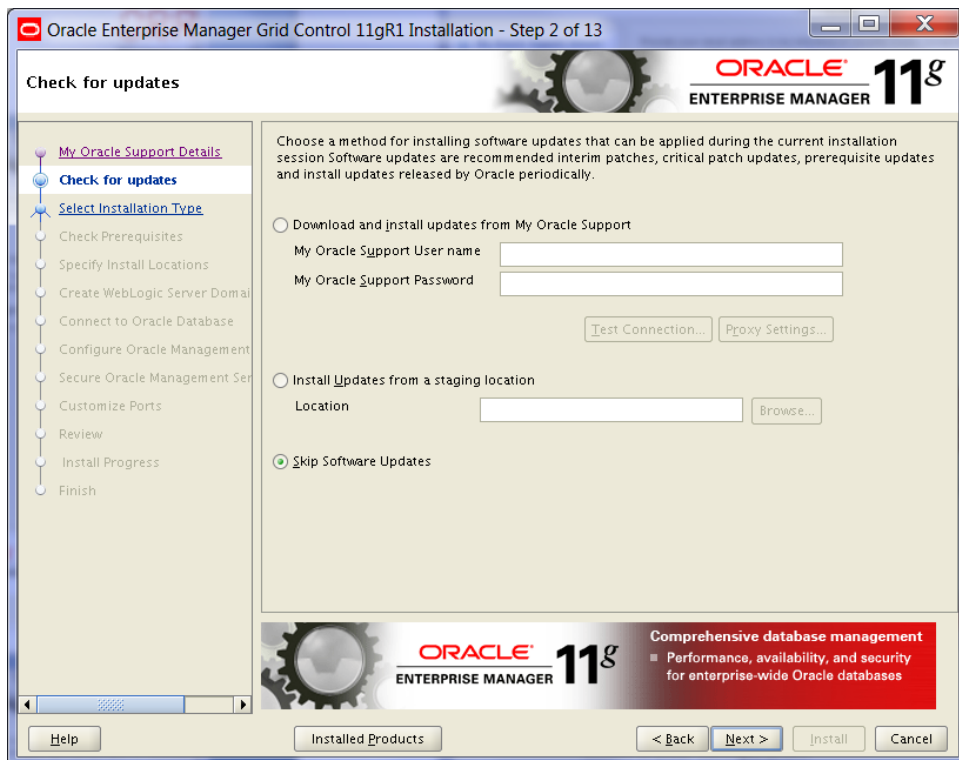 Oracle Enterprise Manager Grid Control 11gR1 Installation - Step 2 of 13
Check for updates
ORACLE
ENTERPRISE MANAGER
11g
My Oracle Support Details
Check for updates
Select Installation Type
Check Prerequisites
Specify Install Locations
Create WebLogic Server Domai
Connect to Oracle Database
Configure Oracle Management
Secure Oracle Management Ser
Customize Ports
Review
Install Progress
Finish
Choose a method for installing software updates that can be applied during the current installation
session Software updates are recommended interim patches, critical patch updates, prerequisite updates
and install updates released by Oracle periodically.
Download and install updates from My Oracle Support
My Oracle Support User name
My Oracle Support Password
Test Connection...
Proxy Settings...
Install Updates from a staging location
Location
Browse...
Skip Software Updates
ORACLE
ENTERPRISE MANAGER
11g
Comprehensive database management
Performance, availability, and security
for enterprise-wide Oracle databases
Help
Installed Products
< Back
Next >
Install
Cancel